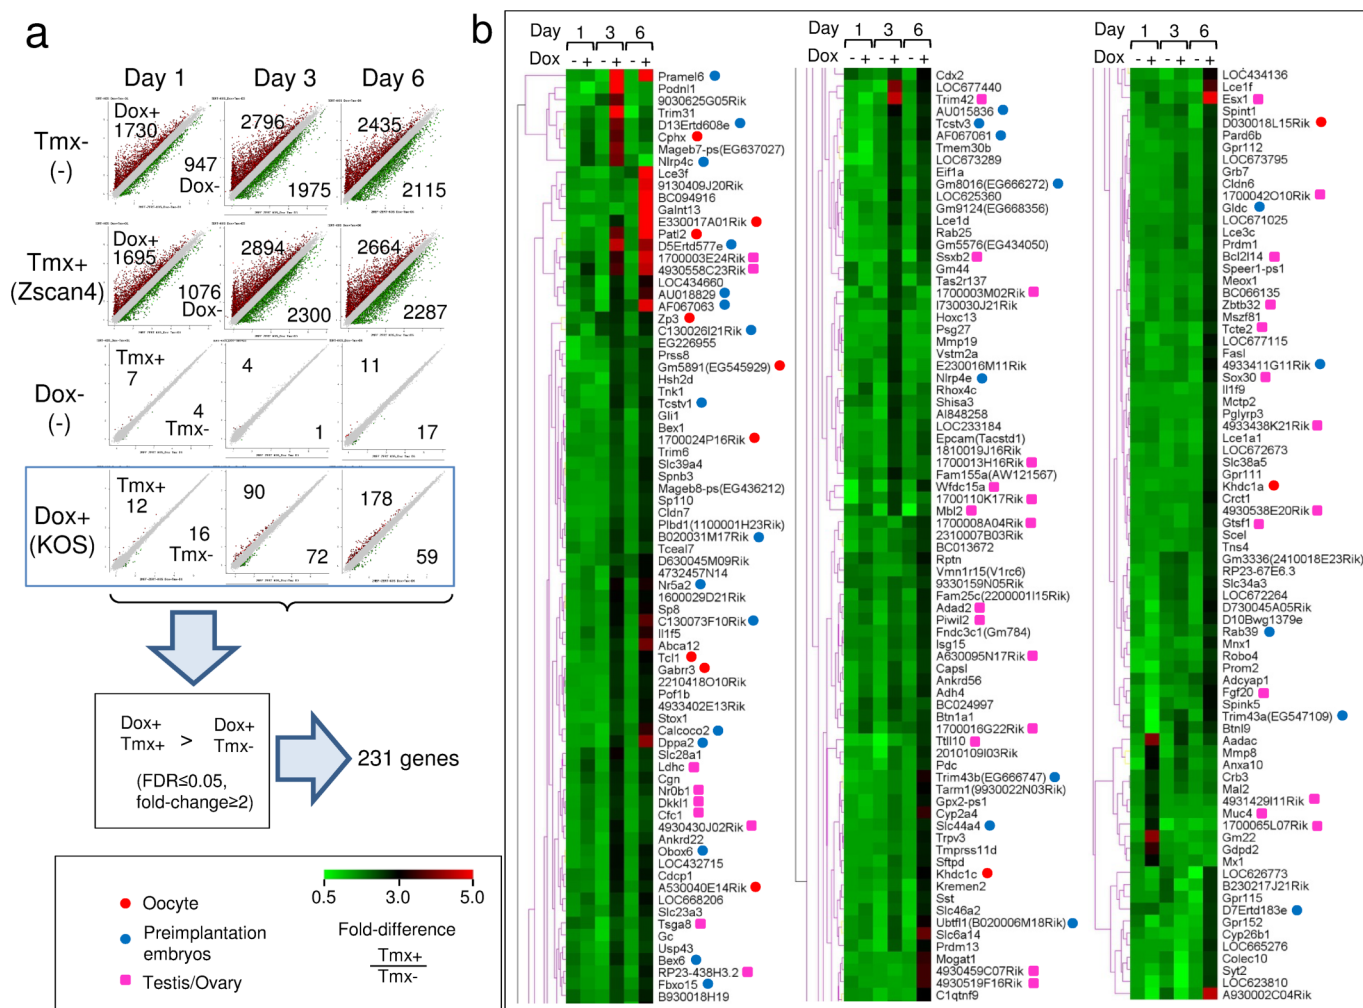 a
Day 1 Day 3 Day 6
Tmx-
(-)
Dox+
1730
947
Dox-
2796
1975
2435
2115
Tmx+
(Zscan4)
Dox+
1695
1076
Dox-
2894
2300
2664
2287
Dox-
(-)
Tmx+
7
4
Tmx-
4
1
11
17
Dox+
(KOS)
Tmx+
12
16
Tmx-
90
72
178
59
Dox+ Dox+
Tmx+ > Tmx-
(FDR≤0.05,
fold-change≥2)
231 genes
Oocyte
Preimplantation
embryos
Testis/Ovary
0.5 3.0 5.0
Fold-difference
Tmx+
Tmx-
b
Day 1 3 6
Dox - + - + - +
Pramel6
Podnl1
9030625G05Rik
Trim31
D13Ertd608e
Cphx
Mageb7-ps(EG637027)
Nlrp4c
Lce3f
9130409J20Rik
BC094916
Galnt13
E330017A01Rik
Patl2
D5Ertd577e
1700003E24Rik
4930558C23Rik
LOC434660
AU018829
AF067063
Zp3
C130026I21Rik
EG226955
Prss8
Gm5891(EG545929)
Hsh2d
Tnk1
Tcstv1
Gli1
Bex1
1700024P16Rik
Trim6
Slc39a4
Spnb3
Mageb8-ps(EG436212)
Sp110
Cldn7
Plbd1(1100001H23Rik)
B020031M17Rik
Tceal7
D630045M09Rik
4732457N14
Nr5a2
1600029D21Rik
Sp8
C130073F10Rik
Il1f5
Abca12
Tcl1
Gabrr3
2210418O10Rik
Pof1b
4933402E13Rik
Stox1
Calcoco2
Dppa2
Slc28a1
Ldhc
Cgn
Nr0b1
Dkkl1
Cfc1
4930430J02Rik
Ankrd22
Obox6
LOC432715
Cdcp1
A530040E14Rik
LOC668206
Slc23a3
Tsga8
Gc
Usp43
Bex6
RP23-438H3.2
Fbxo15
B930018H19
Day 1 3 6
Dox - + - + - +
Cdx2
LOC677440
Trim42
AU015836
Tcstv3
AF067061
Tmem30b
LOC673289
Eif1a
Gm8016(EG666272)
LOC625360
Gm9124(EG668356)
Lce1d
Rab25
Gm5576(EG434050)
Ssxb2
Gm44
Tas2r137
1700003M02Rik
I730030J21Rik
Hoxc13
Psg27
Mmp19
Vstm2a
E230016M11Rik
Nlrp4e
Rhox4c
Shisa3
AI848258
LOC233184
Epcam(Tacstd1)
1810019J16Rik
1700013H16Rik
Fam155a(AW121567)
Wfdc15a
1700110K17Rik
Mbl2
1700008A04Rik
2310007B03Rik
BC013672
Rptn
Vmn1r15(V1rc6)
9330159N05Rik
Fam25c(2200001I15Rik)
Adad2
Piwil2
Fndc3c1(Gm784)
Isg15
A630095N17Rik
Capsl
Ankrd56
Adh4
BC024997
Btn1a1
1700016G22Rik
Ttll10
2010109I03Rik
Pdc
Trim43b(EG666747)
Tarm1(9930022N03Rik)
Gpx2-ps1
Cyp2a4
Slc44a4
Trpv3
Tmprss11d
Sftpd
Khdc1c
Kremen2
Sst
Slc46a2
Ubtfl1(B020006M18Rik)
Slc6a14
Prdm13
Mogat1
4930459C07Rik
4930519F16Rik
C1qtnf9
Day 1 3 6
Dox - + - + - +
LOC434136
Lce1f
Esx1
Spint1
D030018L15Rik
Pard6b
Gpr112
LOC673795
Grb7
Cldn6
1700042O10Rik
Gldc
LOC671025
Lce3c
Prdm1
Bcl2l14
Speer1-ps1
Meox1
BC066135
Zbtb32
Mszf81
Tcte2
LOC677115
Fasl
4933411G11Rik
Sox30
Il1f9
Mctp2
Pglyrp3
4933438K21Rik
Lce1a1
LOC672673
Slc38a5
Gpr111
Khdc1a
Crct1
4930538E20Rik
Gtsf1
Scel
Tns4
Gm3336(2410018E23Rik)
RP23-67E6.3
Slc34a3
LOC672264
D730045A05Rik
D10Bwg1379e
Rab39
Mnx1
Robo4
Prom2
Adcyap1
Fgf20
Spink5
Trim43a(EG547109)
Btnl9
Aadac
Mmp8
Anxa10
Crb3
Mal2
4931429I11Rik
Muc4
1700065L07Rik
Gm22
Gdpd2
Mx1
LOC626773
B230217J21Rik
Gpr115
D7Ertd183e
Gpr152
Cyp26b1
LOC665276
Colec10
Syt2
LOC623810
A930002C04Rik